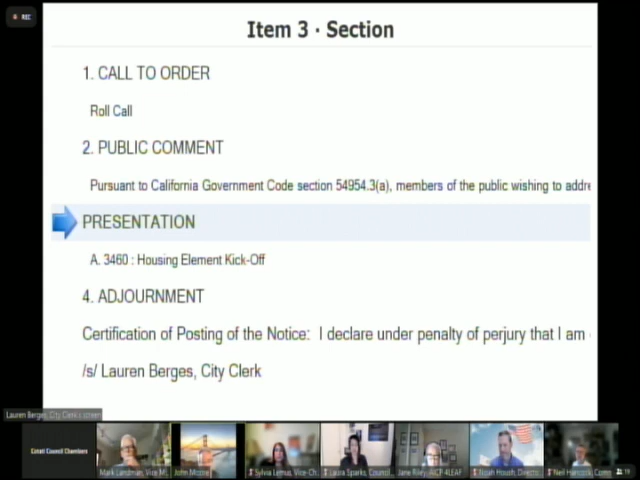 REC
Item 3 · Section
1. CALL TO ORDER
Roll Call
2. PUBLIC COMMENT
Pursuant to California Government Code section 54954.3(a), members of the public wishing to addre
PRESENTATION
A. 3460 : Housing Element Kick-Off
4. ADJOURNMENT
Certification of Posting of the Notice: I declare under penalty of perjury that I am
/s/ Lauren Berges, City Clerk
Lauren Berges, City Clerk's screen
Cotati Council Chambers
Mark Landman, Vice M
John Moore
Sylvia Lemus, Vice-Ch
Laura Sparks, Council
Jane Riley, AICP 4LEAF
Noah Housh, Directo
Neil Hancock, Comm